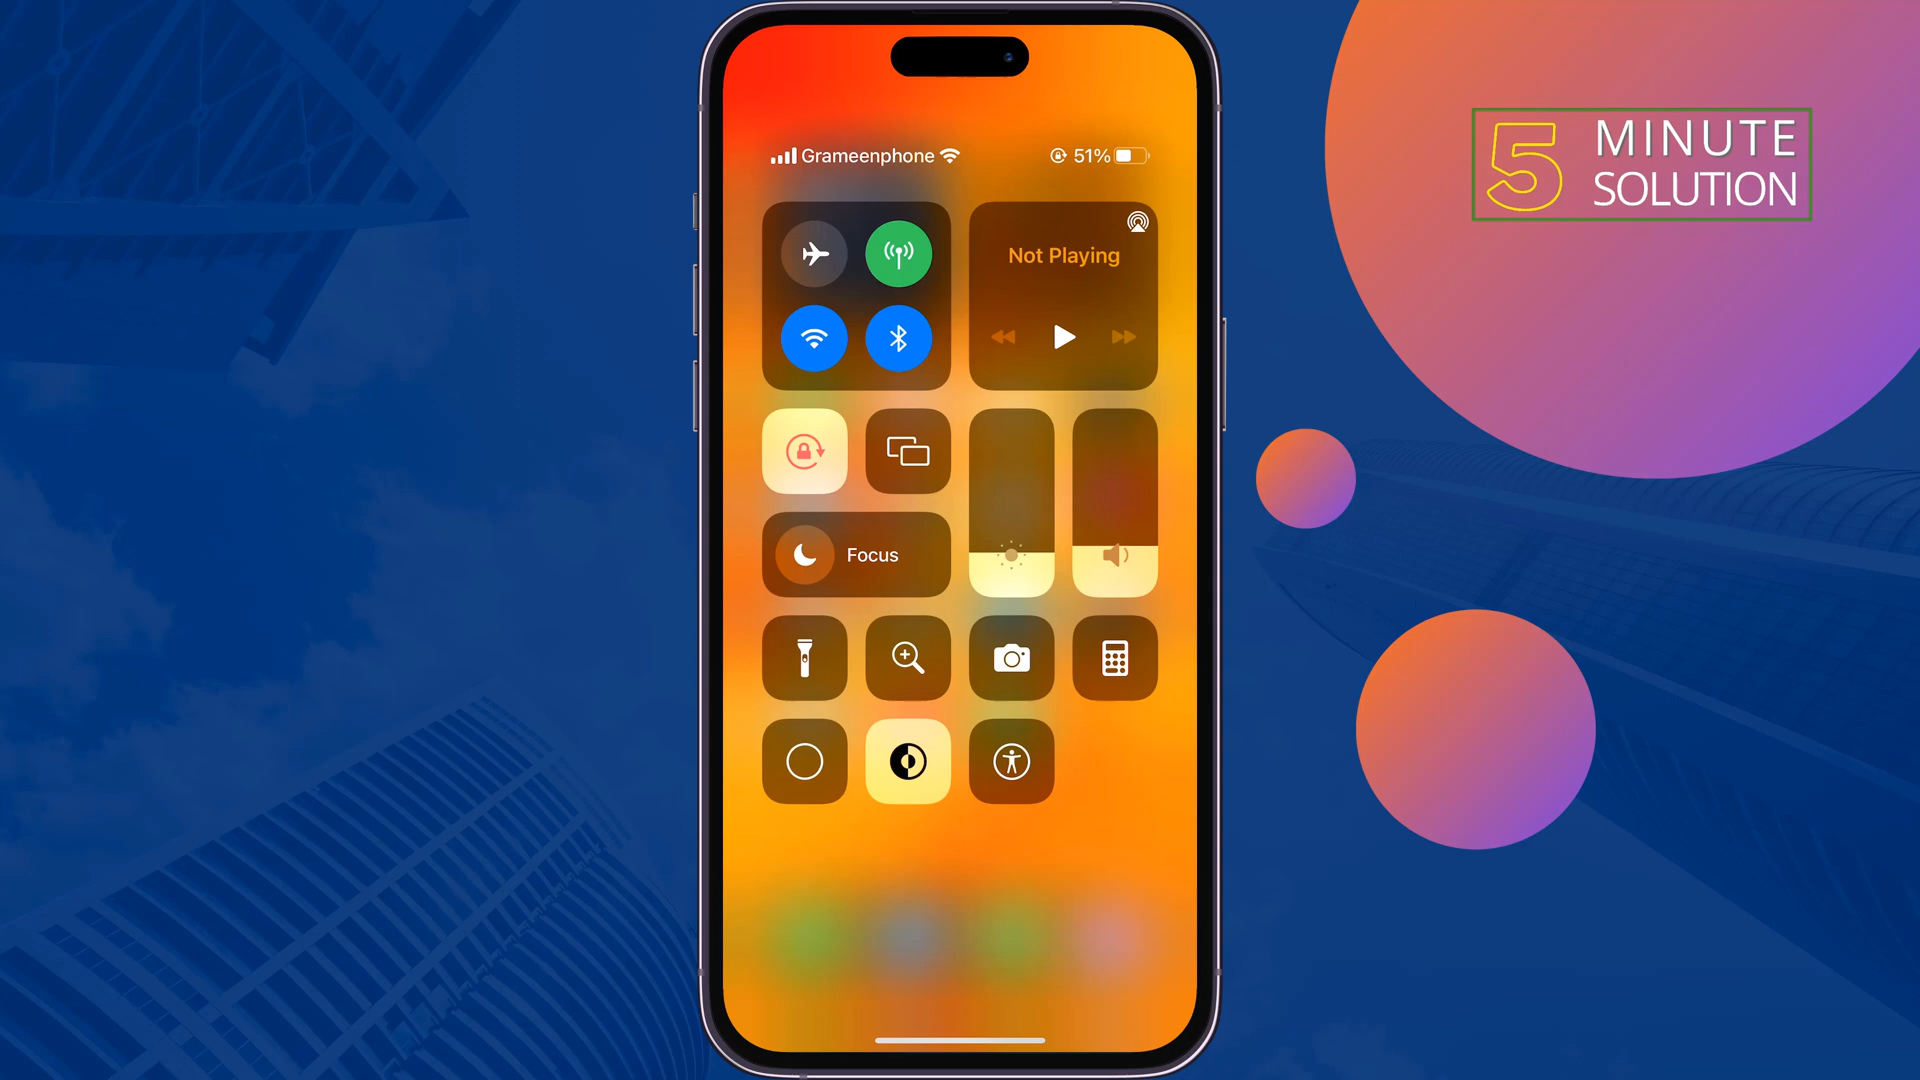 Grameenphone
51%
Not Playing
Focus
5 MINUTE
SOLUTION